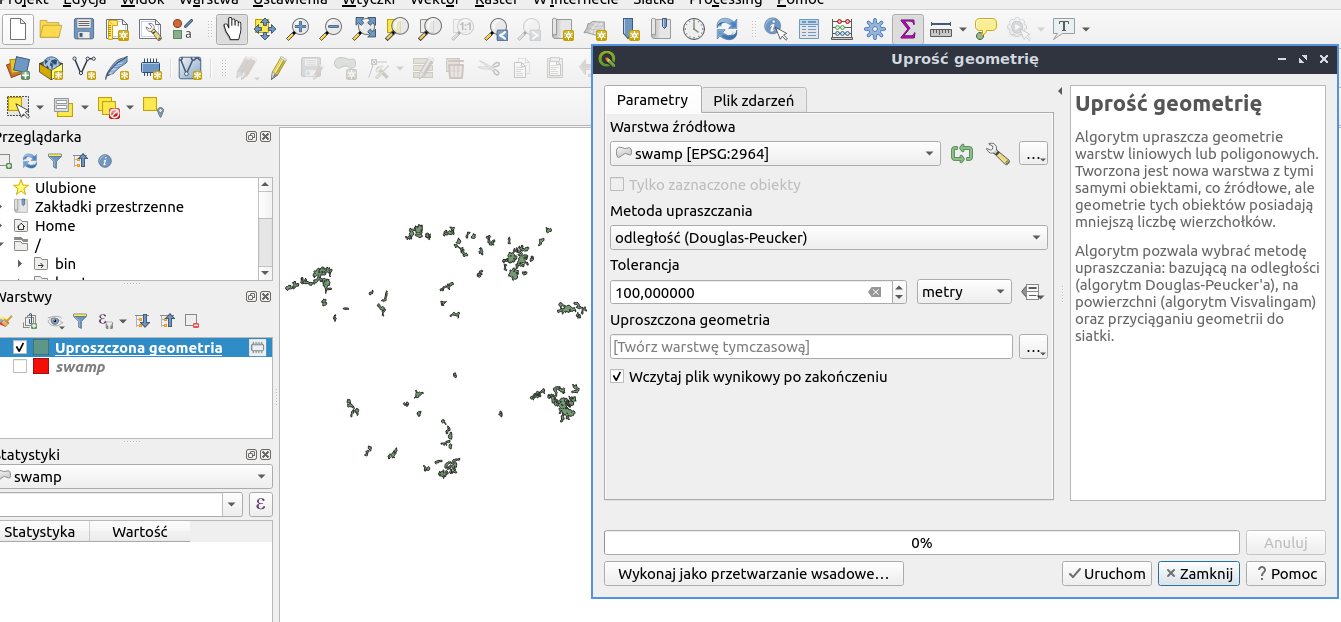 Projekt Edycja Widok Warstwa Ustawienia Wtyczki Wektor Raster W internecie Siatka Processing Pomoc
1:1
a
T
Przeglądarka
Ulubione
Zakładki przestrzenne
Home
/
bin
Warstwy
Uproszczona geometria
swamp
Statystyki
swamp
ε
Statystyka Wartość
Uprość geometrię
Parametry Plik zdarzeń
Warstwa źródłowa
swamp [EPSG:2964]
…
Tylko zaznaczone obiekty
Metoda upraszczania
odległość (Douglas-Peucker)
Tolerancja
100,000000 metry
Uproszczona geometria
[Twórz warstwę tymczasową] …
Wczytaj plik wynikowy po zakończeniu
Uprość geometrię
Algorytm upraszcza geometrie
warstw liniowych lub poligonowych.
Tworzona jest nowa warstwa z tymi
samymi obiektami, co źródłowe, ale
geometrie tych obiektów posiadają
mniejszą liczbę wierzchołków.
Algorytm pozwala wybrać metodę
upraszczania: bazującą na odległości
(algorytm Douglas-Peucker'a), na
powierzchni (algorytm Visvalingam)
oraz przyciąganiu geometrii do
siatki.
0% Anuluj
Wykonaj jako przetwarzanie wsadowe… Uruchom Zamknij Pomoc